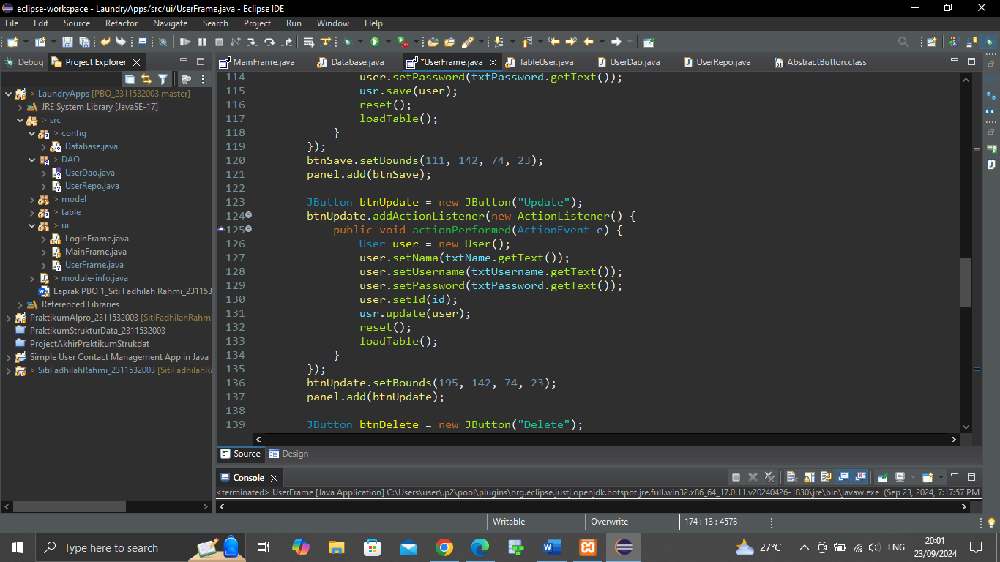 eclipse-workspace - LaundryApps/src/ui/UserFrame.java - Eclipse IDE
File Edit Source Refactor Navigate Search Project Run Window Help
Debug Project Explorer
MainFrame.java Database.java *UserFrame.java TableUser.java UserDao.java UserRepo.java AbstractButton.class
> LaundryApps [PBO_2311532003 master]
JRE System Library [JavaSE-17]
> src
> config
Database.java
> DAO
UserDao.java
UserRepo.java
> model
> table
> ui
> LoginFrame.java
> MainFrame.java
UserFrame.java
> module-info.java
Laprak PBO 1_Siti Fadhilah Rahmi_231153
Referenced Libraries
PraktikumAlpro_2311532003 [SitiFadhilahRahm
PraktikumStrukturData_2311532003
ProjectAkhirPraktikumStrukdat
Simple User Contact Management App in Java
> SitiFadhilahRahmi_2311532003 [SitiFadhilahRa
114 user.setPassword(txtPassword.getText());
115 usr.save(user);
116 reset();
117 loadTable();
118 }
119 });
120 btnSave.setBounds(111, 142, 74, 23);
121 panel.add(btnSave);
122
123 JButton btnUpdate = new JButton("Update");
124 btnUpdate.addActionListener(new ActionListener() {
125 public void actionPerformed(ActionEvent e) {
126 User user = new User();
127 user.setNama(txtName.getText());
128 user.setUsername(txtUsername.getText());
129 user.setPassword(txtPassword.getText());
130 user.setId(id);
131 usr.update(user);
132 reset();
133 loadTable();
134 }
135 });
136 btnUpdate.setBounds(195, 142, 74, 23);
137 panel.add(btnUpdate);
138
139 JButton btnDelete = new JButton("Delete");
Source Design
Console
<terminated> UserFrame [Java Application] C:\Users\user\.p2\pool\plugins\org.eclipse.justj.openjdk.hotspot.jre.full.win32.x86_64_17.0.11.v20240426-1830\jre\bin\javaw.exe (Sep 23, 2024, 7:17:57 PM -
Writable Overwrite 174 : 13 : 4578
Type here to search
27°C ENG
20:01
23/09/2024